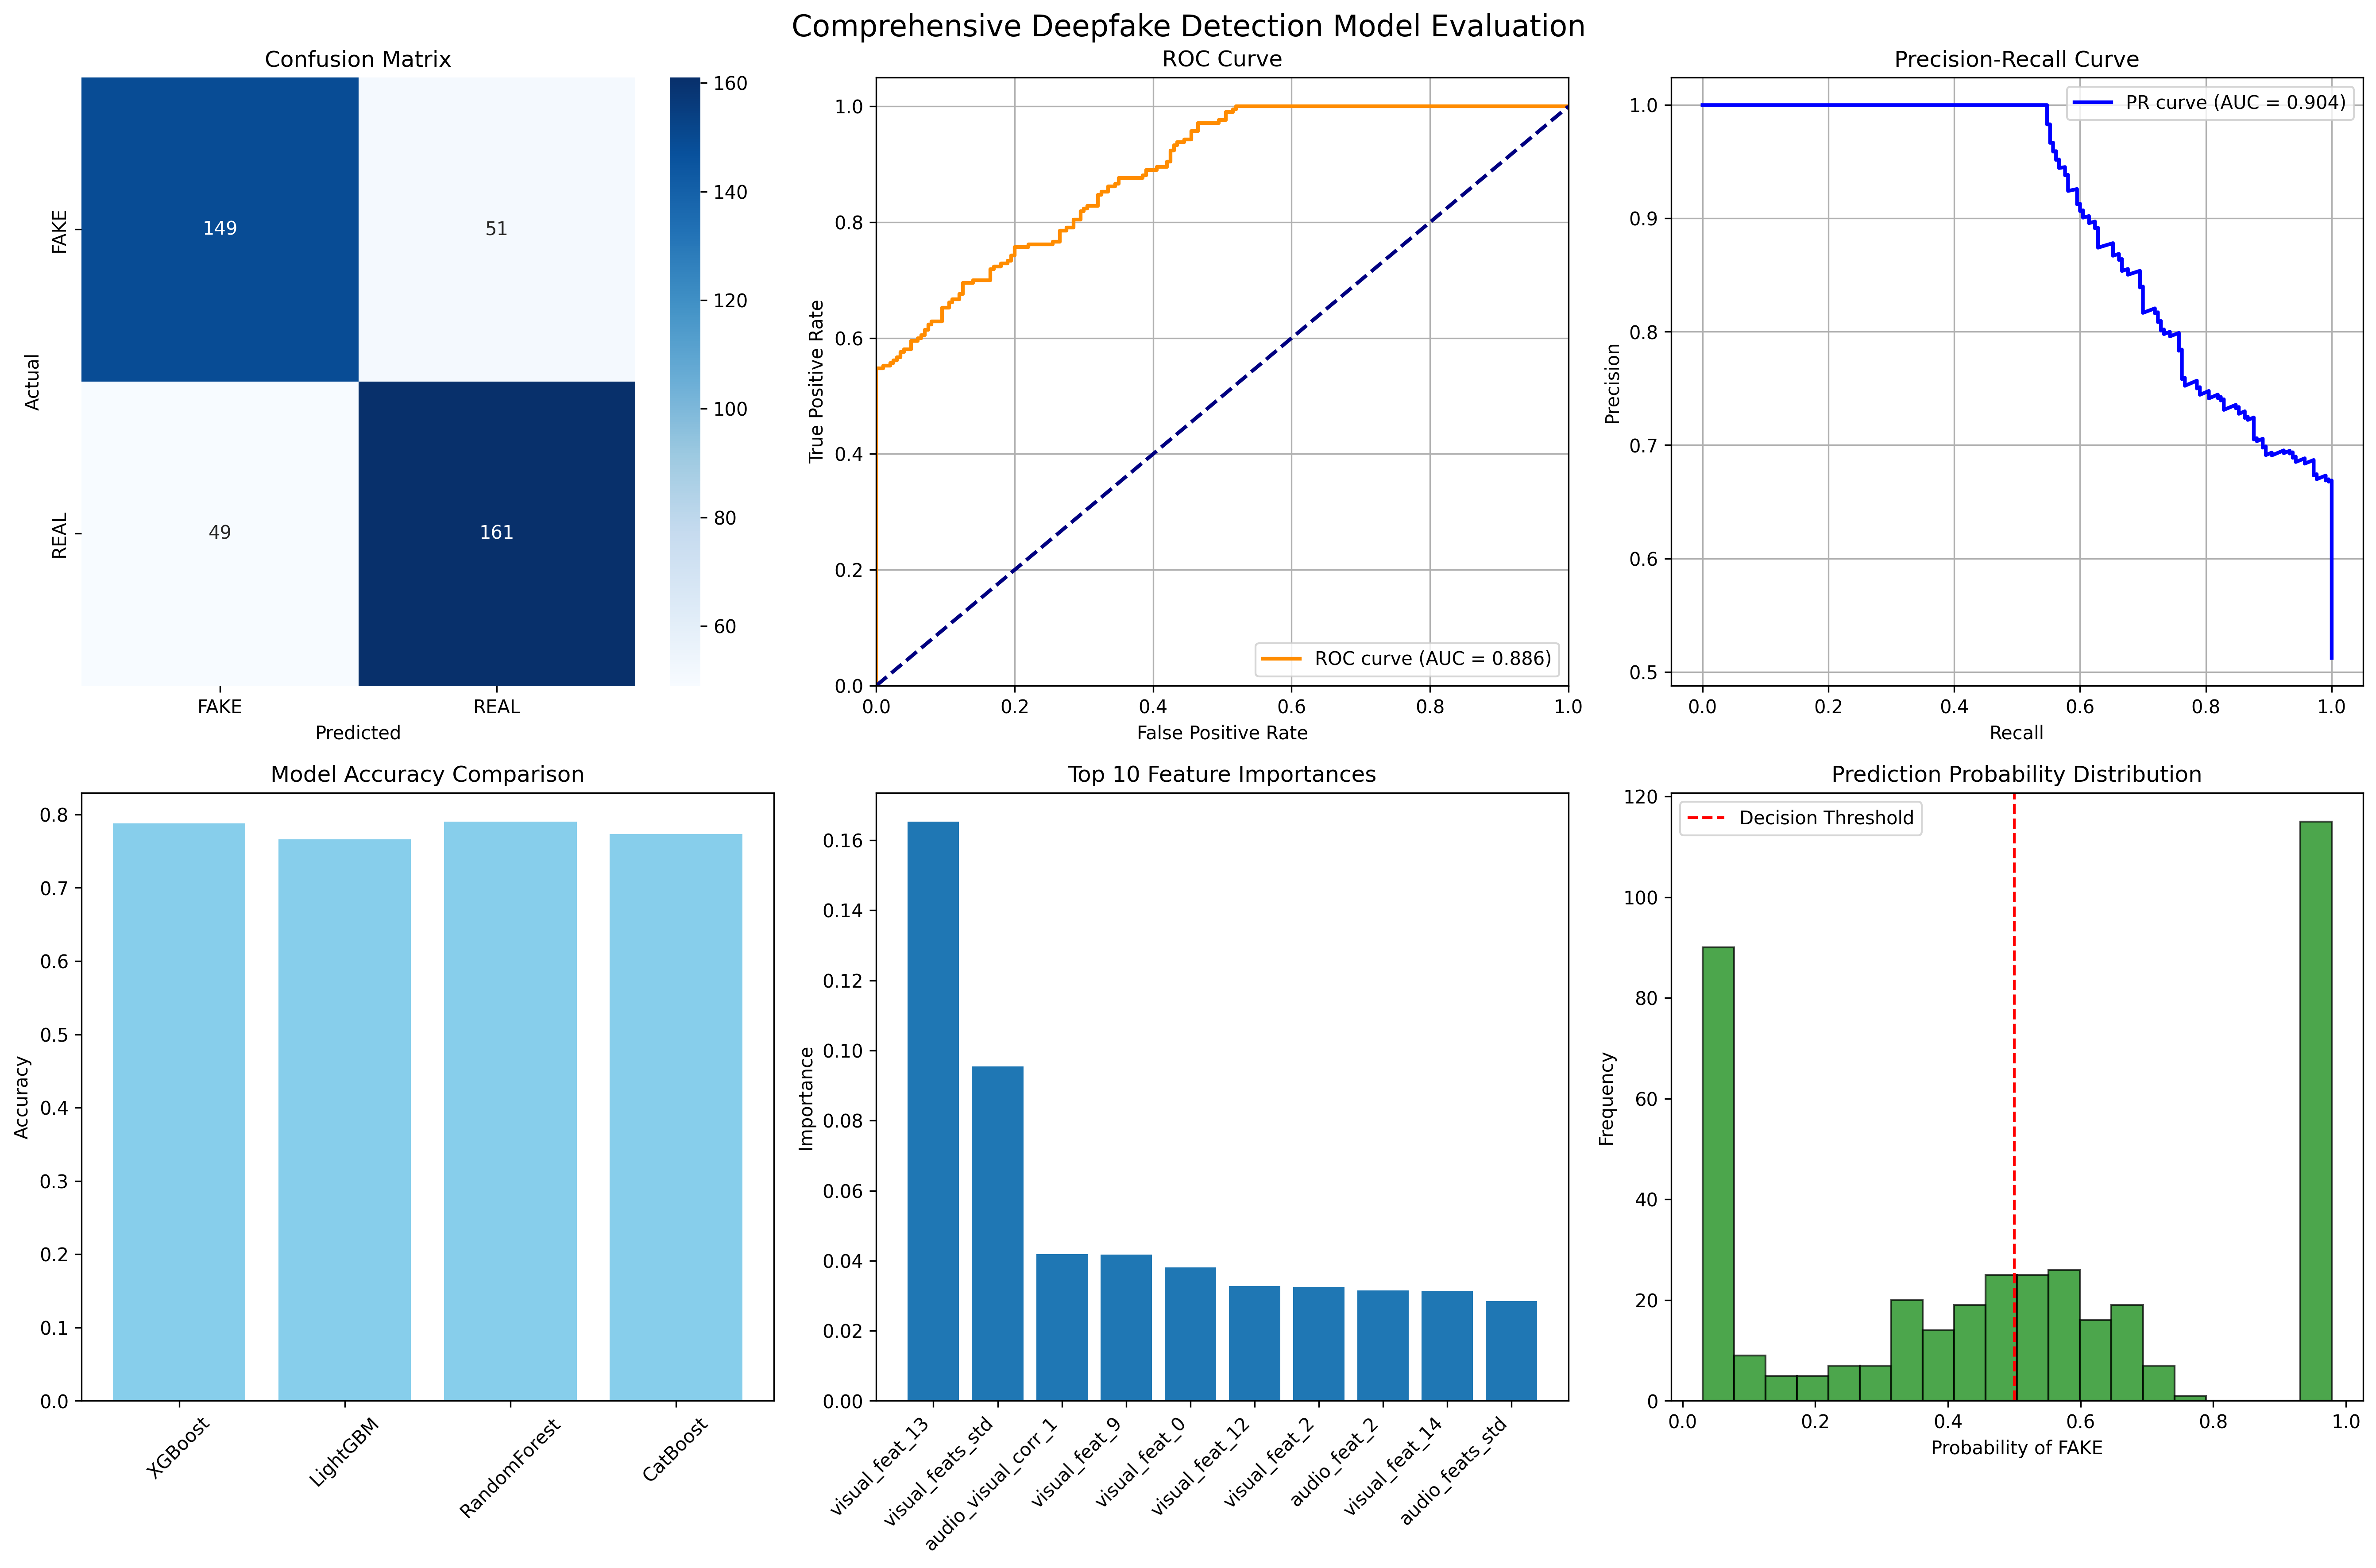 Comprehensive Deepfake Detection Model Evaluation
Confusion Matrix
FAKE
REAL
Actual
149
51
49
161
FAKE
REAL
Predicted
160
140
120
100
80
60
ROC Curve
True Positive Rate
1.0
0.8
0.6
0.4
0.2
0.0
0.0 0.2 0.4 0.6 0.8 1.0
False Positive Rate
ROC curve (AUC = 0.886)
Precision-Recall Curve
Precision
1.0
0.9
0.8
0.7
0.6
0.5
0.0 0.2 0.4 0.6 0.8 1.0
Recall
PR curve (AUC = 0.904)
Model Accuracy Comparison
Accuracy
0.8
0.7
0.6
0.5
0.4
0.3
0.2
0.1
0.0
XGBoost
LightGBM
RandomForest
CatBoost
Top 10 Feature Importances
Importance
0.16
0.14
0.12
0.10
0.08
0.06
0.04
0.02
0.00
visual_feat_13
visual_feats_std
audio_visual_corr_1
visual_feat_9
visual_feat_0
visual_feat_12
visual_feat_2
audio_feat_2
visual_feat_14
audio_feats_std
Prediction Probability Distribution
Decision Threshold
Frequency
120
100
80
60
40
20
0
0.0 0.2 0.4 0.6 0.8 1.0
Probability of FAKE